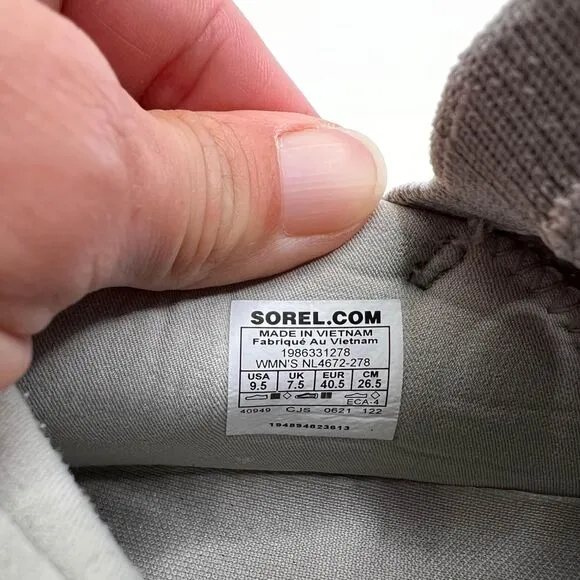 SOREL.COM
MADE IN VIETNAM
Fabriqué Au Vietnam
1986331278
WMN'S NL4672-278
USA UK EUR CM
9.5 7.5 40.5 26.5
ECA-4
40949 CJS 0621 122
194894623613